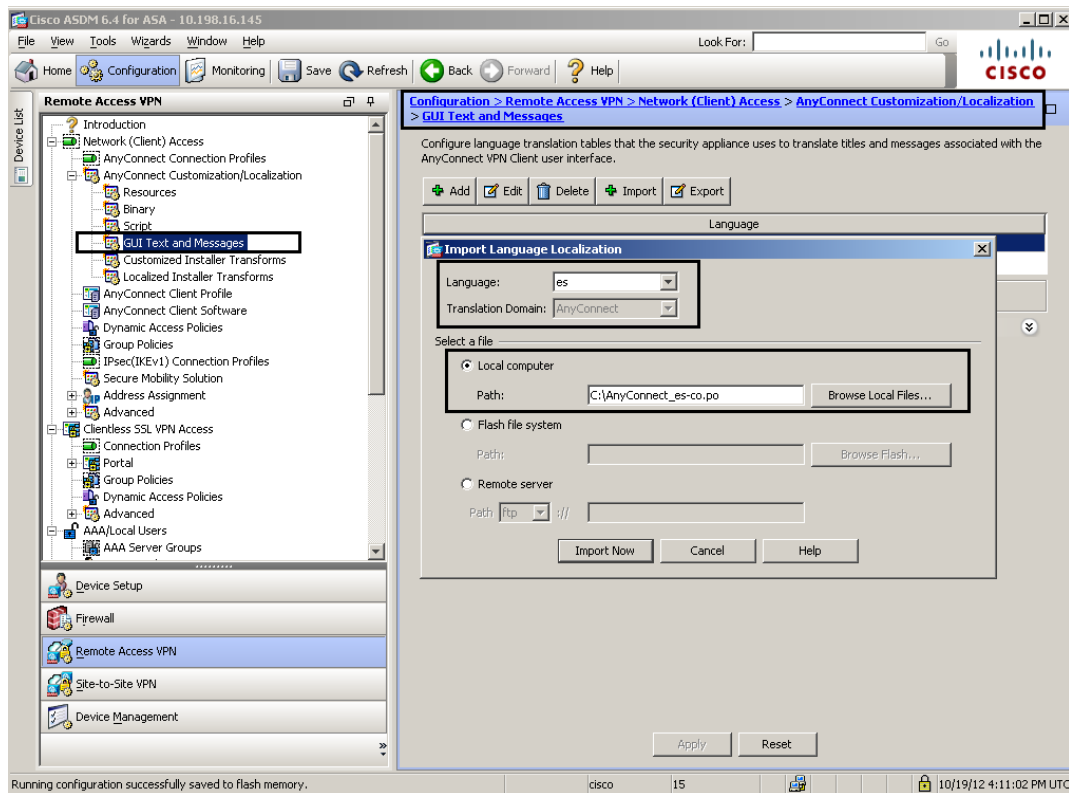 Cisco ASDM 6.4 for ASA - 10.198.16.145
File View Tools Wizards Window Help
Look For:
Go
Home Configuration Monitoring Save Refresh Back Forward Help
CISCO
Device List
Remote Access VPN
Introduction
Network (Client) Access
AnyConnect Connection Profiles
AnyConnect Customization/Localization
Resources
Binary
Script
GUI Text and Messages
Customized Installer Transforms
Localized Installer Transforms
AnyConnect Client Profile
AnyConnect Client Software
Dynamic Access Policies
Group Policies
IPsec(IKEv1) Connection Profiles
Secure Mobility Solution
Address Assignment
Advanced
Clientless SSL VPN Access
Connection Profiles
Portal
Group Policies
Dynamic Access Policies
Advanced
AAA/Local Users
AAA Server Groups
Device Setup
Firewall
Remote Access VPN
Site-to-Site VPN
Device Management
Configuration > Remote Access VPN > Network (Client) Access > AnyConnect Customization/Localization
> GUI Text and Messages
Configure language translation tables that the security appliance uses to translate titles and messages associated with the
AnyConnect VPN Client user interface.
Add Edit Delete Import Export
Language
Import Language Localization
Language: es
Translation Domain: AnyConnect
Select a file
Local computer
Path: C:\AnyConnect_es-co.po Browse Local Files...
Flash file system
Path: Browse Flash...
Remote server
Path ftp ://
Import Now Cancel Help
Apply Reset
Running configuration successfully saved to flash memory.
cisco 15 10/19/12 4:11:02 PM UTC